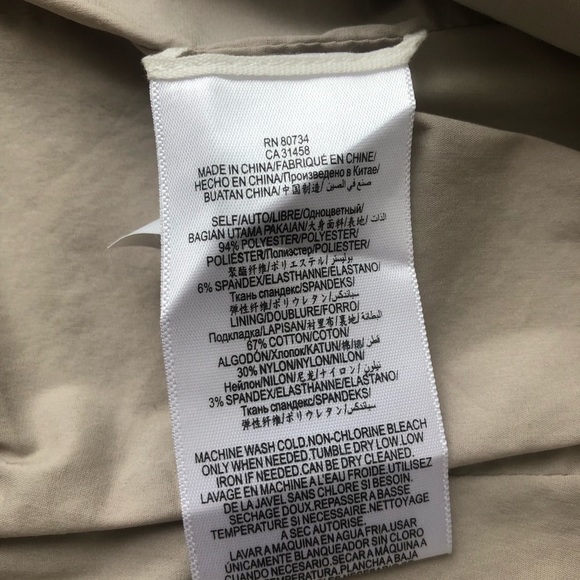 RN 80734
CA 31458
MADE IN CHINA/FABRIQUÉ EN CHINE/
HECHO EN CHINA/Произведено в Китае/
BUATAN CHINA/中国制造/ صنع في الصين/
SELF/AUTO/LIBRE/Одноцветный/
BAGIAN UTAMA PAKAIAN/大身面料/表地/ الذات/
94% POLYESTER/POLYESTER/
POLIÉSTER/Полиэстер/POLIESTER/
聚酯纤维/ポリエステル/ بوليستر/
6% SPANDEX/ELASTHANNE/ELASTANO/
Ткань спандекс/SPANDEKS/
弹性纤维/ポリウレタン/ سباندكس/
LINING/DOUBLURE/FORRO/
Подкладка/LAPISAN/衬里布/裏地/ البطانة/
67% COTTON/COTON/
ALGODÓN/Хлопок/KATUN/棉/綿/ قطن/
30% NYLON/NYLON/NILON/
Нейлон/NILON/尼龙/ナイロン/ نيلون/
3% SPANDEX/ELASTHANNE/ELASTANO/
Ткань спандекс/SPANDEKS/
弹性纤维/ポリウレタン/ سباندكس/
MACHINE WASH COLD.NON-CHLORINE BLEACH
ONLY WHEN NEEDED.TUMBLE DRY LOW.LOW
IRON IF NEEDED.CAN BE DRY CLEANED.
LAVAGE EN MACHINE A L'EAU FROIDE.UTILISEZ
DE LA JAVEL SANS CHLORE SI BESOIN.
SECHAGE DOUX.REPASSER A BASSE
TEMPERATURE SI NECESSAIRE.NETTOYAGE
A SEC AUTORISE.
LAVAR A MAQUINA EN AGUA FRIA.USAR
ÚNICAMENTE BLANQUEADOR SIN CLORO
CUANDO SEA NECESARIO.SECAR A MÁQUINA
TEMPERATURA.PLANCHA A BAJA